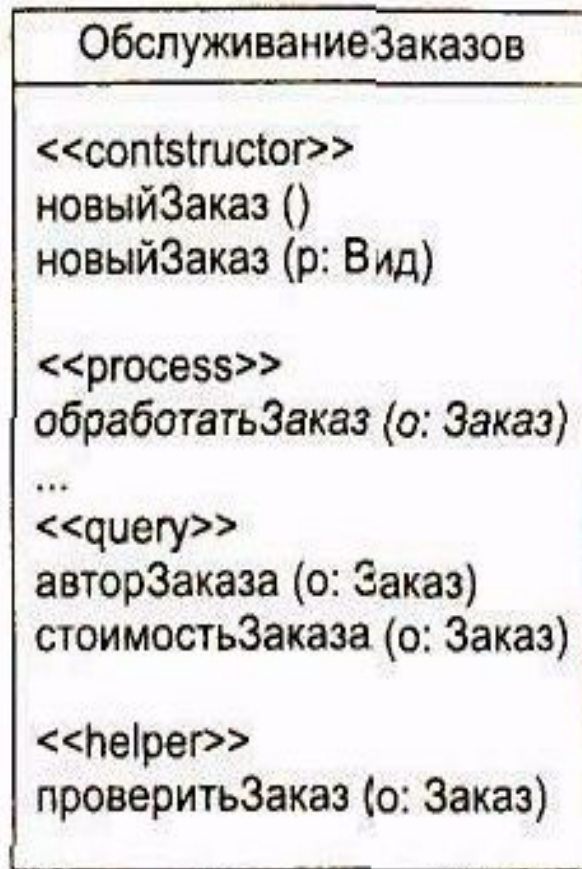 ОбслуживаниеЗаказов
<<contstructor>>
новыйЗаказ ()
новыйЗаказ (р: Вид)
<<process>>
обработатьЗаказ (о: Заказ)
...
<<query>>
авторЗаказа (о: Заказ)
стоимостьЗаказа (о: Заказ)
<<helper>>
проверитьЗаказ (о: Заказ)